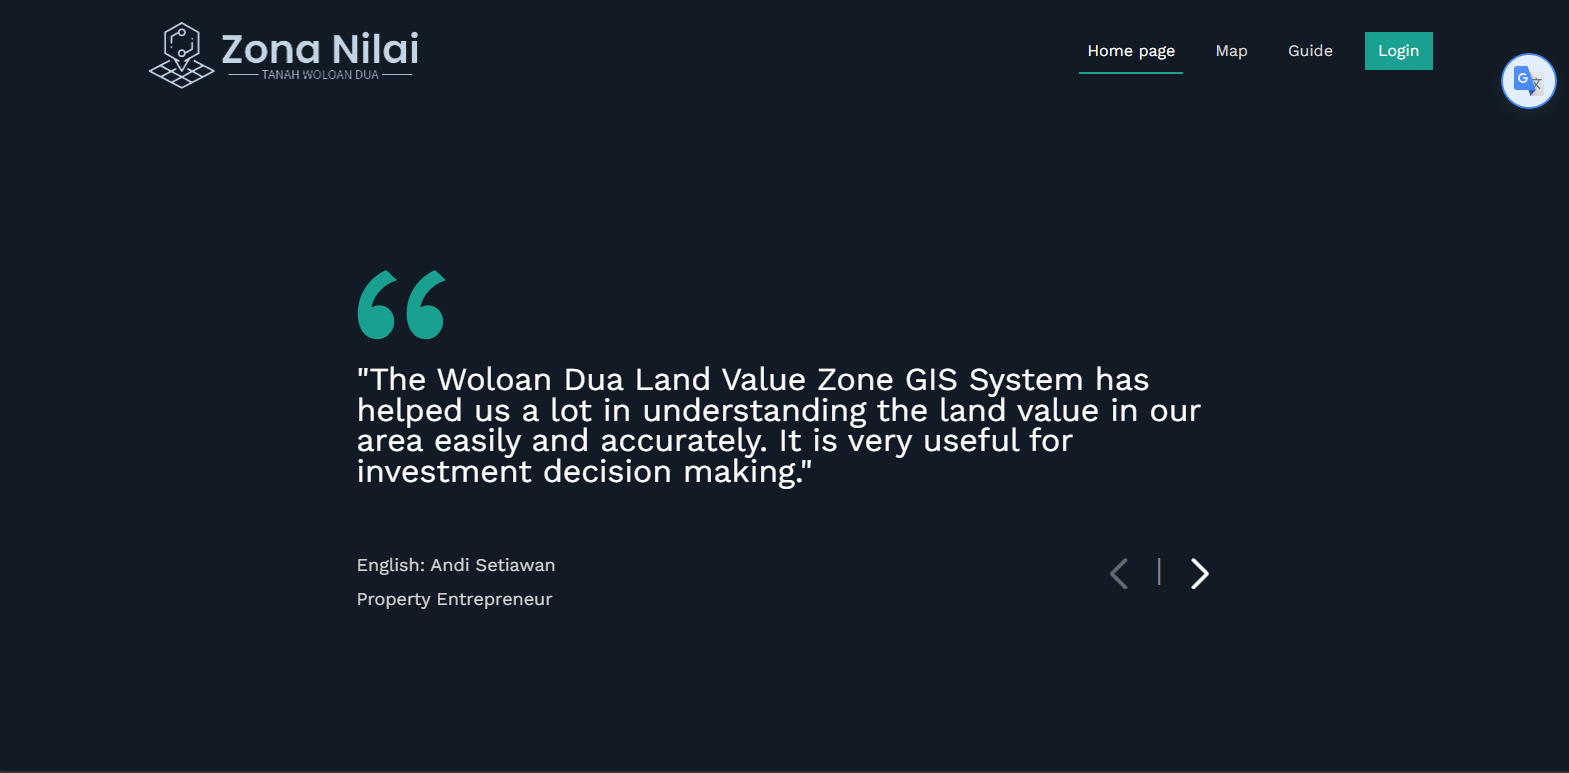 Zona Nilai
TANAH WOLOAN DUA
Home page
Map
Guide
Login
G 文
"The Woloan Dua Land Value Zone GIS System has
helped us a lot in understanding the land value in our
area easily and accurately. It is very useful for
investment decision making."
English: Andi Setiawan
Property Entrepreneur